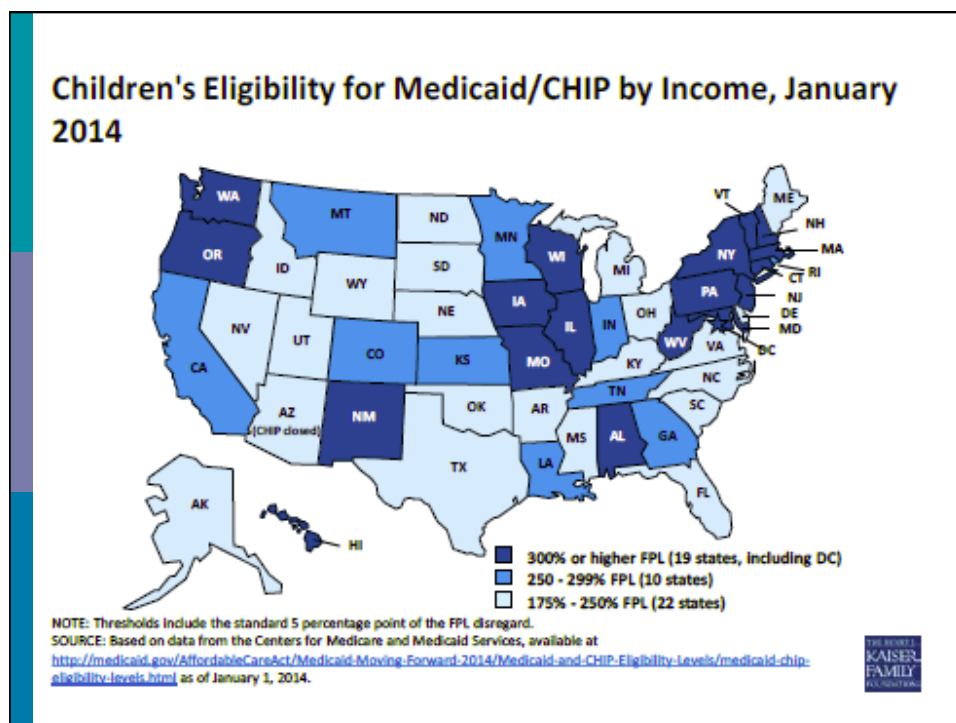 Children's Eligibility for Medicaid/CHIP by Income, January
2014
WA
MT
ND
MN
VT
ME
NH
OR
ID
SD
WI
NY
MA
WY
MI
RI
CT
IA
PA
NJ
NE
NV
UT
IL
IN
OH
DE
MD
CO
WV
VA
DC
CA
KS
MO
KY
NC
TN
AZ
(CHIP closed)
NM
OK
AR
SC
MS
AL
GA
TX
LA
AK
FL
HI
300% or higher FPL (19 states, including DC)
250 - 299% FPL (10 states)
175% - 250% FPL (22 states)
NOTE: Thresholds include the standard 5 percentage point of the FPL disregard.
SOURCE: Based on data from the Centers for Medicare and Medicaid Services, available at
http://medicaid.gov/AffordableCareAct/Medicaid-Moving-Forward-2014/Medicaid-and-CHIP-Eligibility-Levels/medicaid-chip-
eligibility-levels.html as of January 1, 2014.
THE HENRY J.
KAISER
FAMILY
FOUNDATION